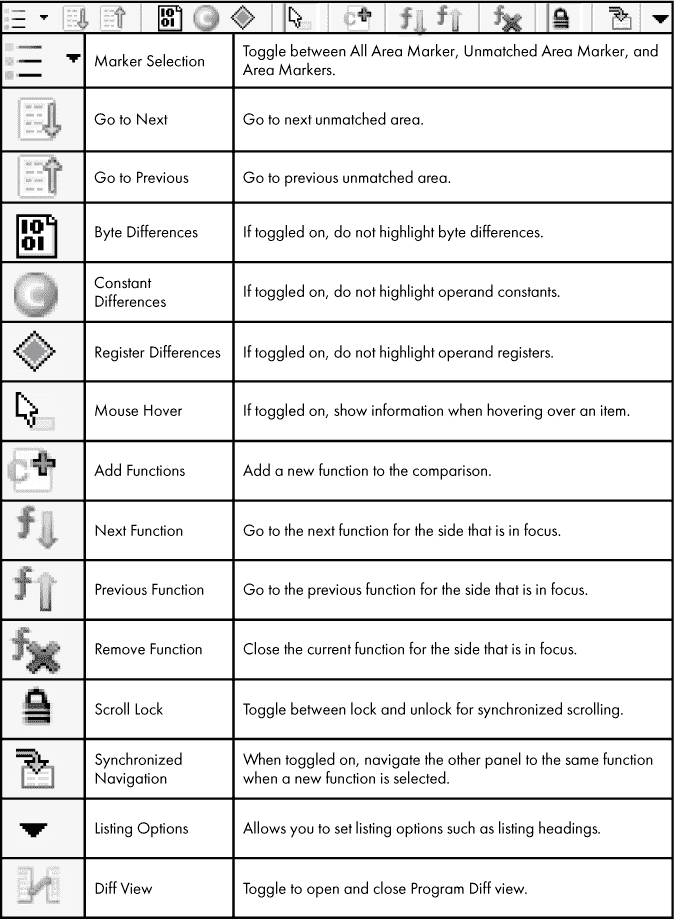 Marker Selection
Toggle between All Area Marker, Unmatched Area Marker, and
Area Markers.
Go to Next
Go to next unmatched area.
Go to Previous
Go to previous unmatched area.
Byte Differences
If toggled on, do not highlight byte differences.
Constant
Differences
If toggled on, do not highlight operand constants.
Register Differences
If toggled on, do not highlight operand registers.
Mouse Hover
If toggled on, show information when hovering over an item.
Add Functions
Add a new function to the comparison.
Next Function
Go to the next function for the side that is in focus.
Previous Function
Go to the previous function for the side that is in focus.
Remove Function
Close the current function for the side that is in focus.
Scroll Lock
Toggle between lock and unlock for synchronized scrolling.
Synchronized
Navigation
When toggled on, navigate the other panel to the same function
when a new function is selected.
Listing Options
Allows you to set listing options such as listing headings.
Diff View
Toggle to open and close Program Diff view.